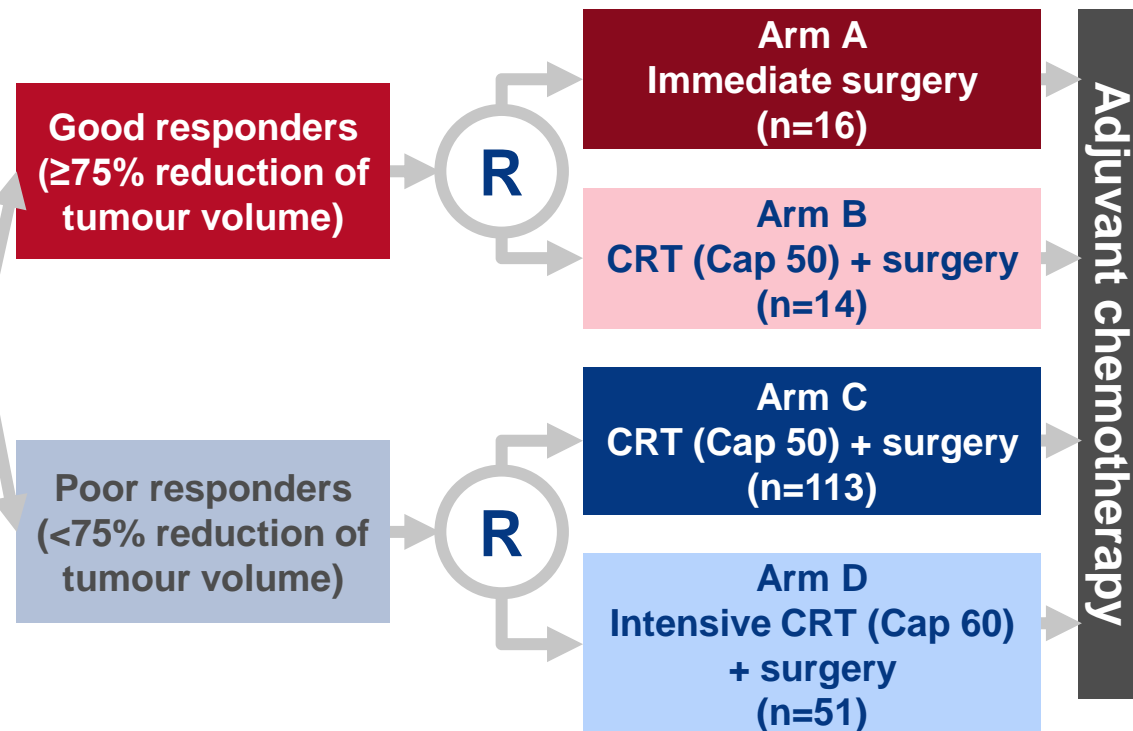 Good responders
(≥75% reduction of
tumour volume)
R
Arm A
Immediate surgery
(n=16)
Arm B
CRT (Cap 50) + surgery
(n=14)
Poor responders
(<75% reduction of
tumour volume)
R
Arm C
CRT (Cap 50) + surgery
(n=113)
Arm D
Intensive CRT (Cap 60)
+ surgery
(n=51)
Adjuvant chemotherapy